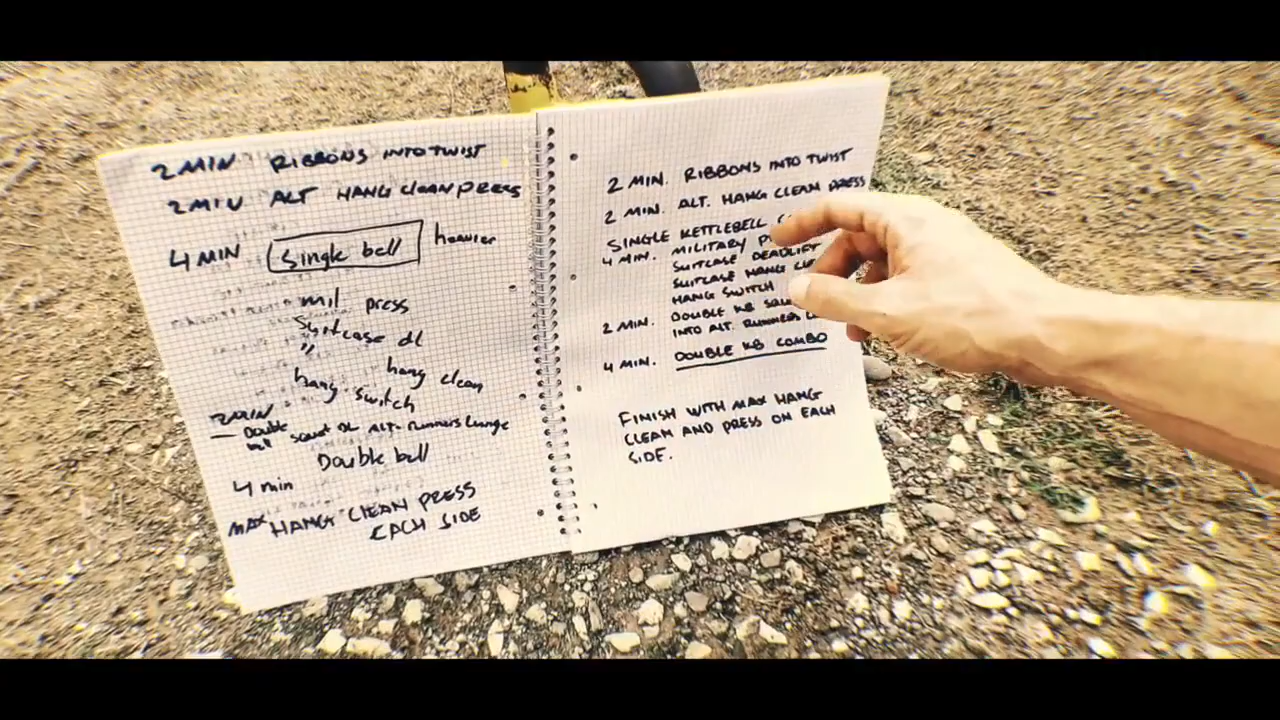 2 MIN RIBBONS INTO TWIST
2 MIN ALT HANG CLEAN PRESS
4 MIN Single bell heavier
mil press
Suitcase dl
" hang clean
hang switch
2 MIN
— Double bell squat DL ALT. runners Lunge
Double bell
4 min
MAX HANG CLEAN PRESS
EACH SIDE
2 MIN. RIBBONS INTO TWIST
2 MIN. ALT. HANG CLEAN PRESS
SINGLE KETTLEBELL
4 MIN. MILITARY
SUITCASE DEADLIFT
SUITCASE HANG
HANG SWITCH
2 MIN. DOUBLE KB
INTO ALT. RUNNERS
4 MIN. DOUBLE KB COMBO
FINISH WITH MAX HANG
CLEAN AND PRESS ON EACH
SIDE.